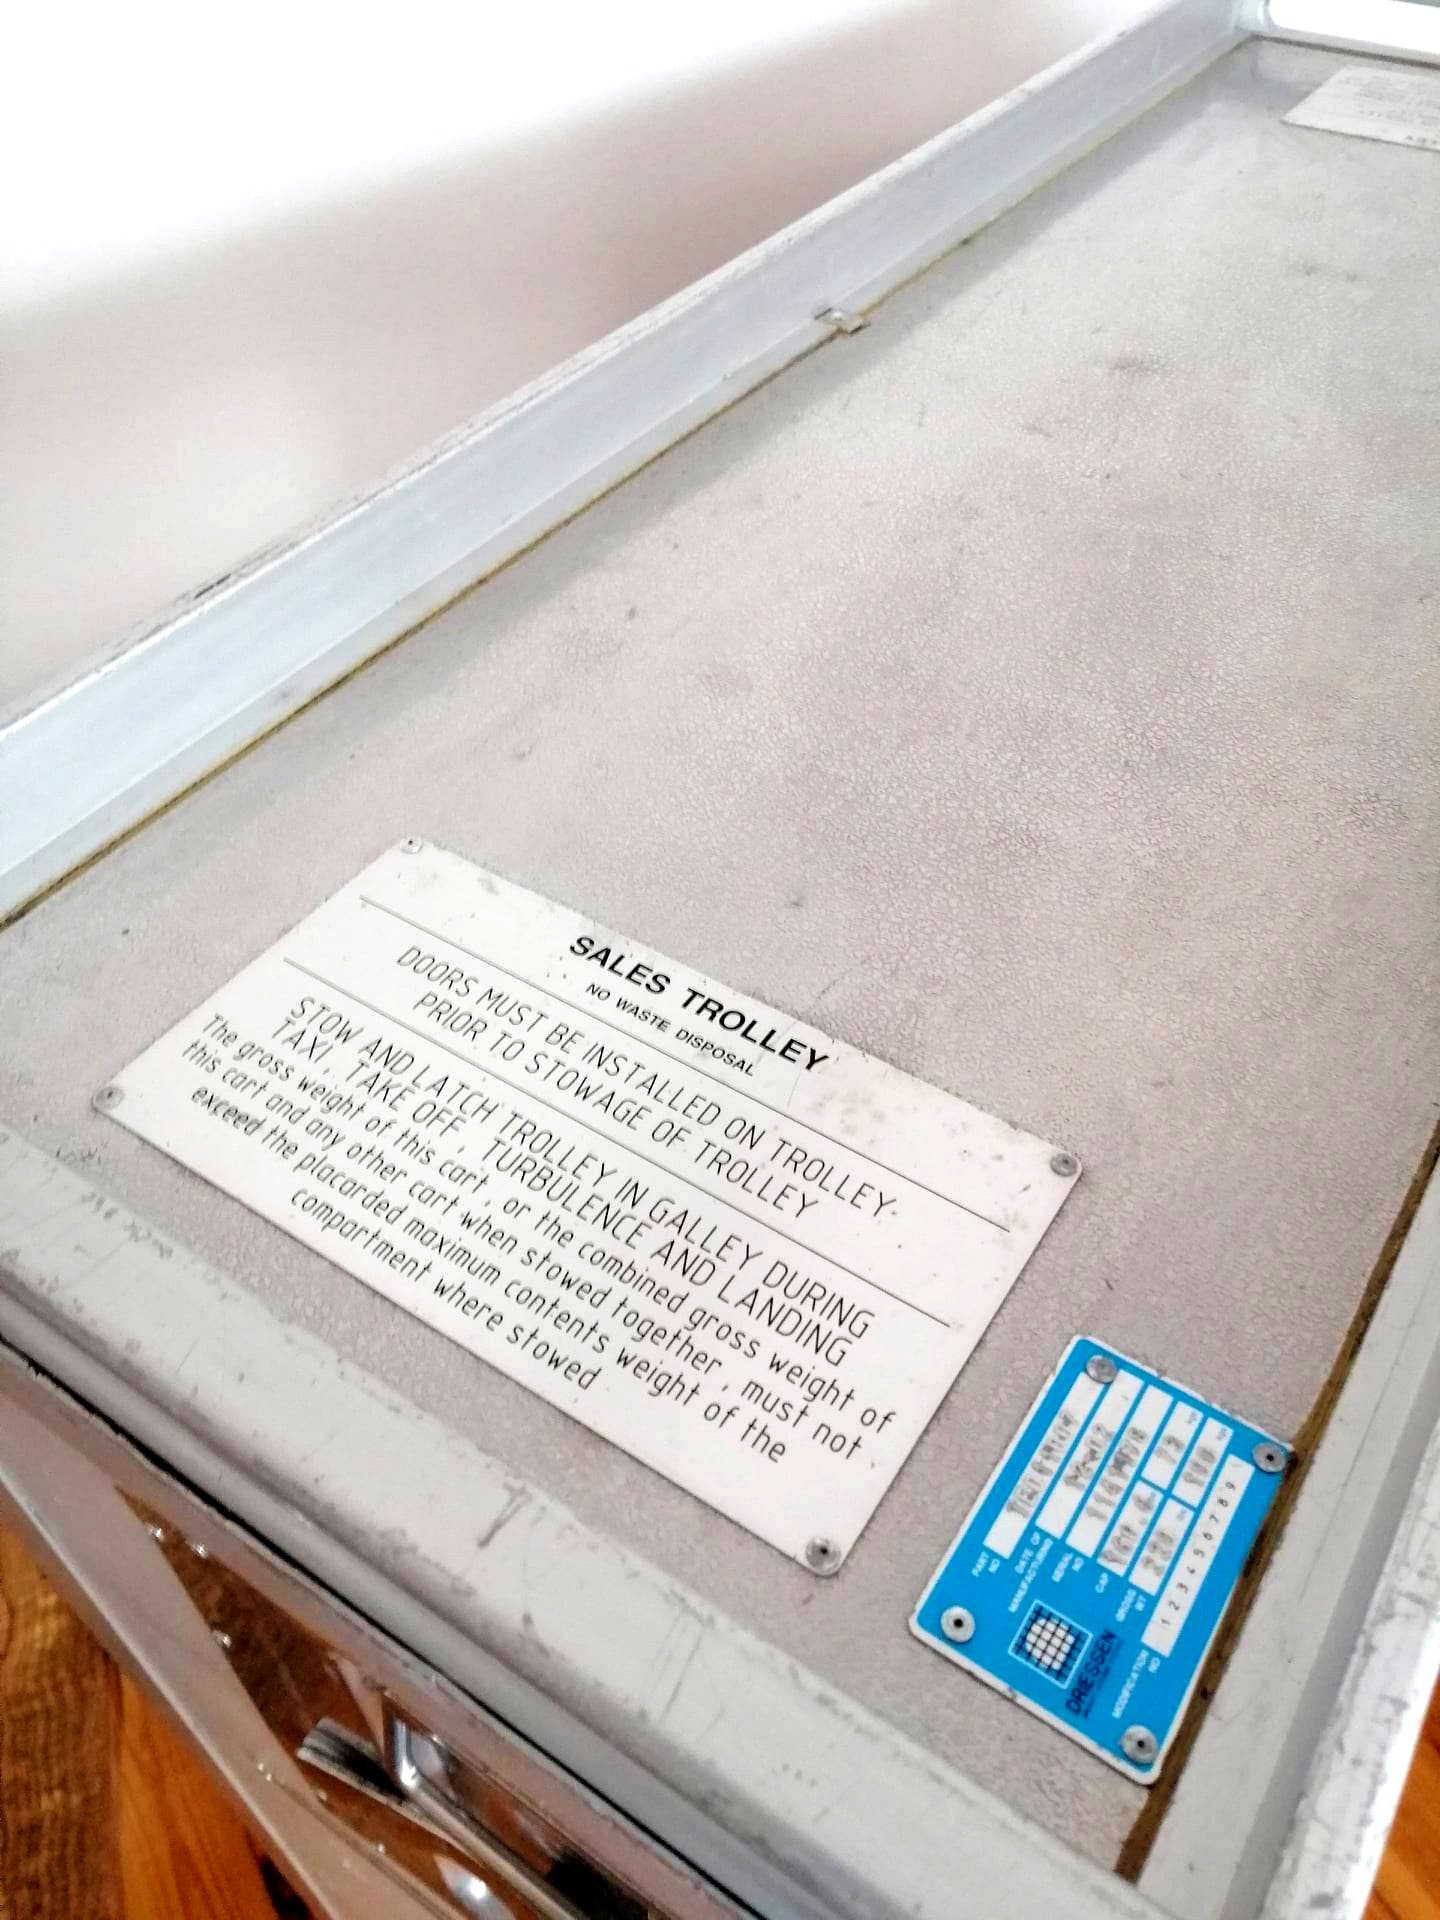 SALES TROLLEY
NO WASTE DISPOSAL
DOORS MUST BE INSTALLED ON TROLLEY
PRIOR TO STOWAGE OF TROLLEY
STOW AND LATCH TROLLEY IN GALLEY DURING
TAXI, TAKE OFF, TURBULENCE AND LANDING
The gross weight of this cart, or the combined gross weight of
this cart and any other cart when stowed together, must not
exceed the placarded maximum contents weight of the
compartment where stowed
PART NO
DATE OF MANUFACTURING
SERIAL NO
CAP
GROSS WT
MODIFICATION NO
1 2 3 4 5 6 7 8 9
DRIESSEN